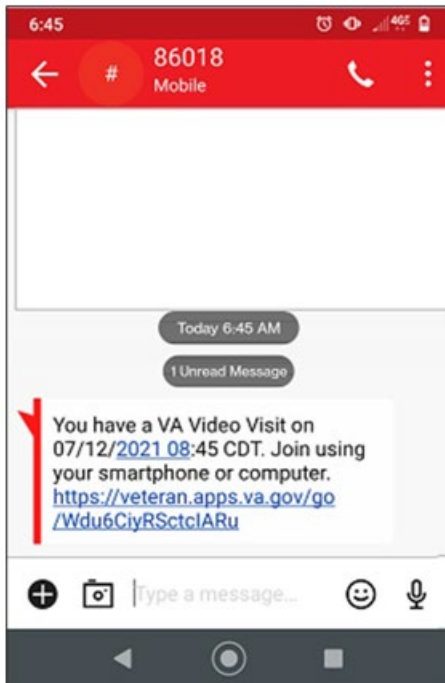 6:45
4G
86018
#
Mobile
Today 6:45 AM
1 Unread Message
You have a VA Video Visit on
07/12/2021 08:45 CDT. Join using
your smartphone or computer.
https://veteran.apps.va.gov/go
/Wdu6CiyRSctcIARu
Type a message...